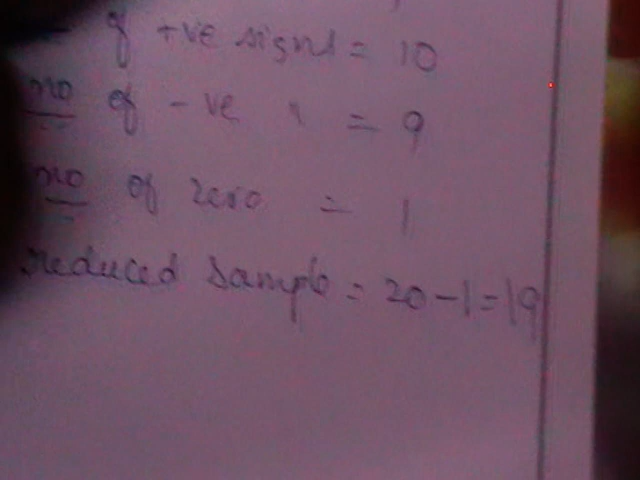 of +ve signs = 10
no of - ve " = 9
no of zero = 1
reduced sample = 20-1=19